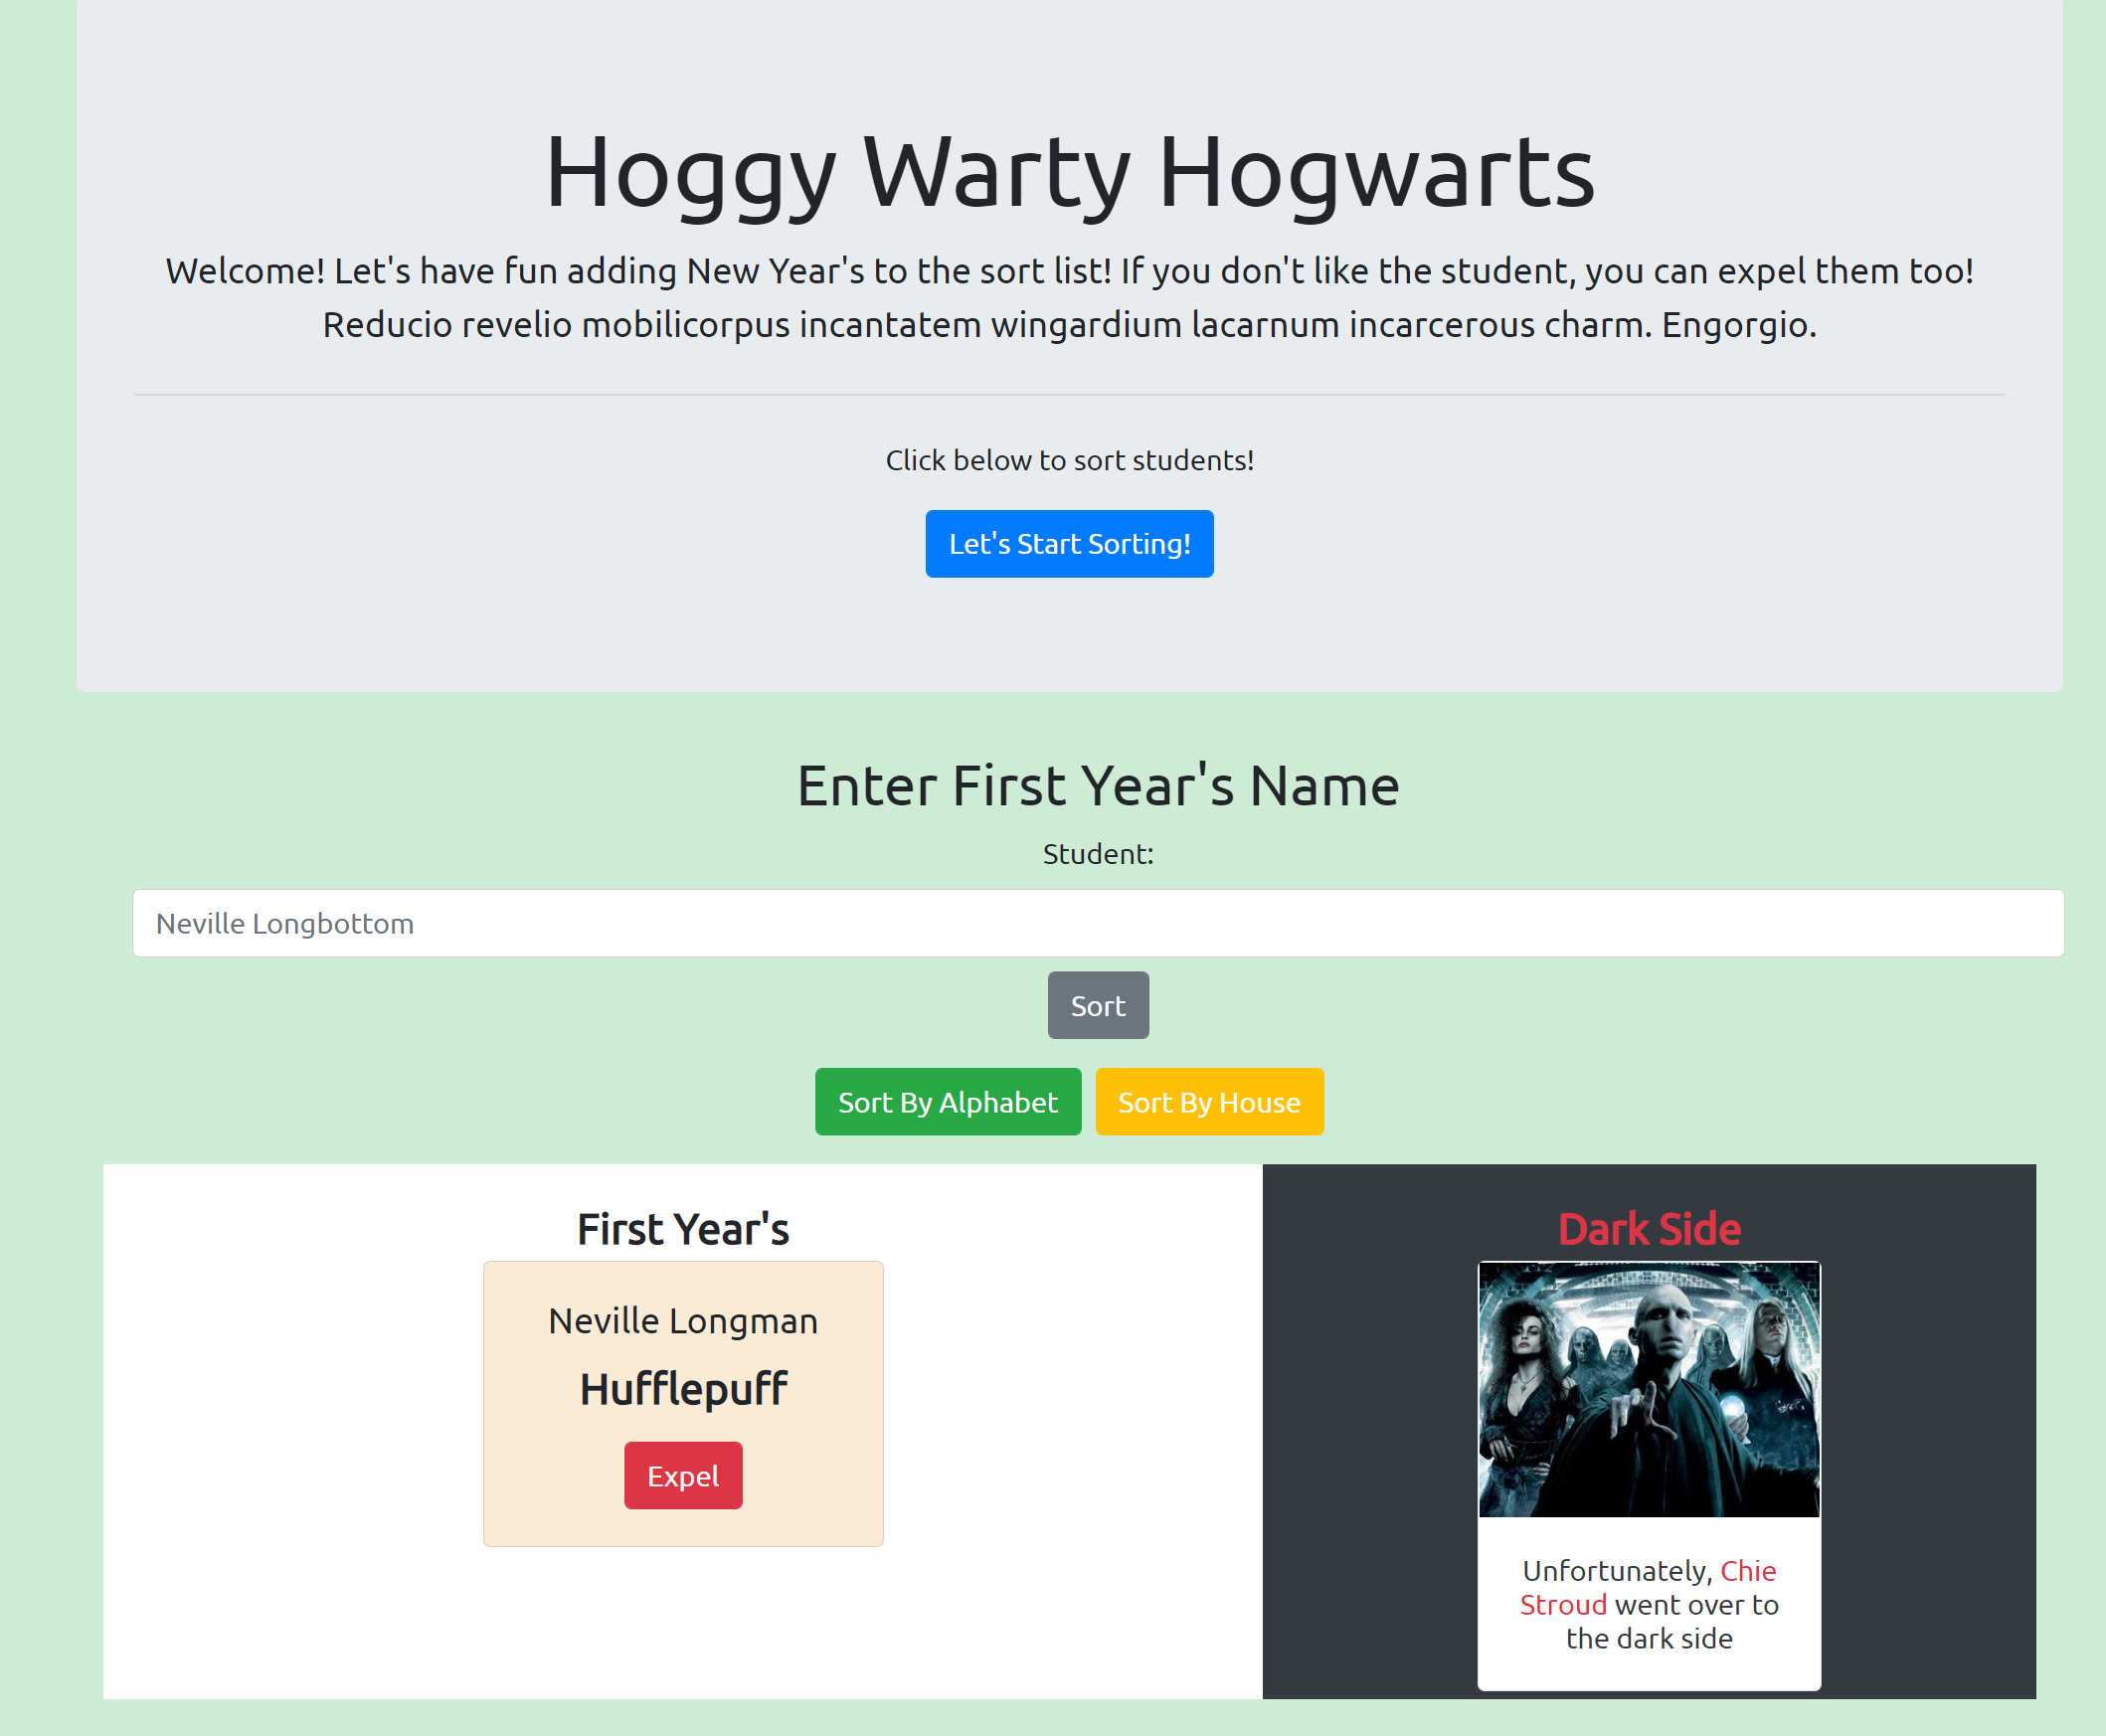 Hoggy Warty Hogwarts
Welcome! Let's have fun adding New Year's to the sort list! If you don't like the student, you can expel them too!
Reducio revelio mobilicorpus incantatem wingardium lacarnum incarcerous charm. Engorgio.
Click below to sort students!
Let's Start Sorting!
Enter First Year's Name
Student:
Neville Longbottom
Sort
Sort By Alphabet
Sort By House
First Year's
Neville Longman
Hufflepuff
Expel
Dark Side
Unfortunately, Chie
Stroud went over to
the dark side